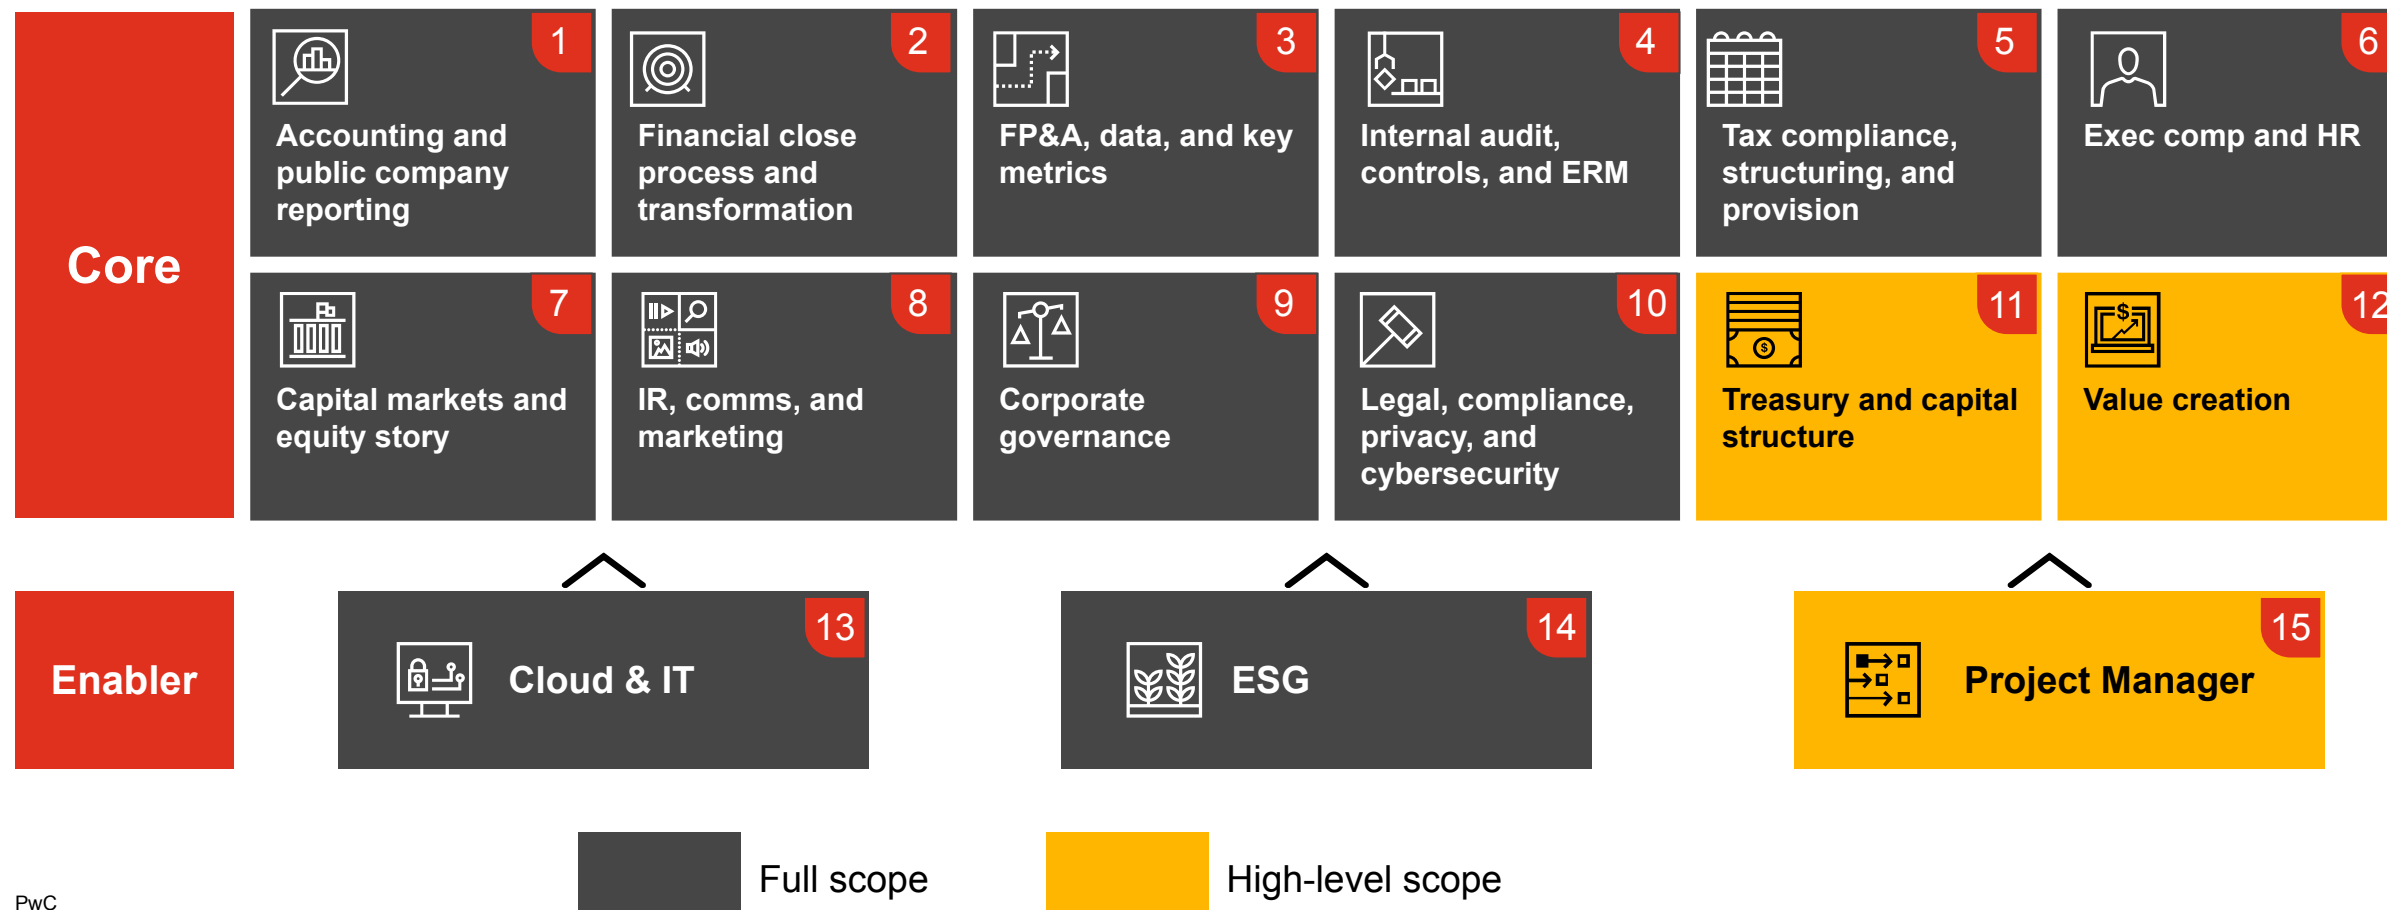 Core
1
Accounting and
public company
reporting
2
Financial close
process and
transformation
3
FP&A, data, and key
metrics
4
Internal audit,
controls, and ERM
5
Tax compliance,
structuring, and
provision
6
Exec comp and HR
7
Capital markets and
equity story
8
IR, comms, and
marketing
9
Corporate
governance
10
Legal, compliance,
privacy, and
cybersecurity
11
$
Treasury and capital
structure
12
$
Value creation
Enabler
13
Cloud & IT
14
ESG
15
Project Manager
Full scope
High-level scope
PwC